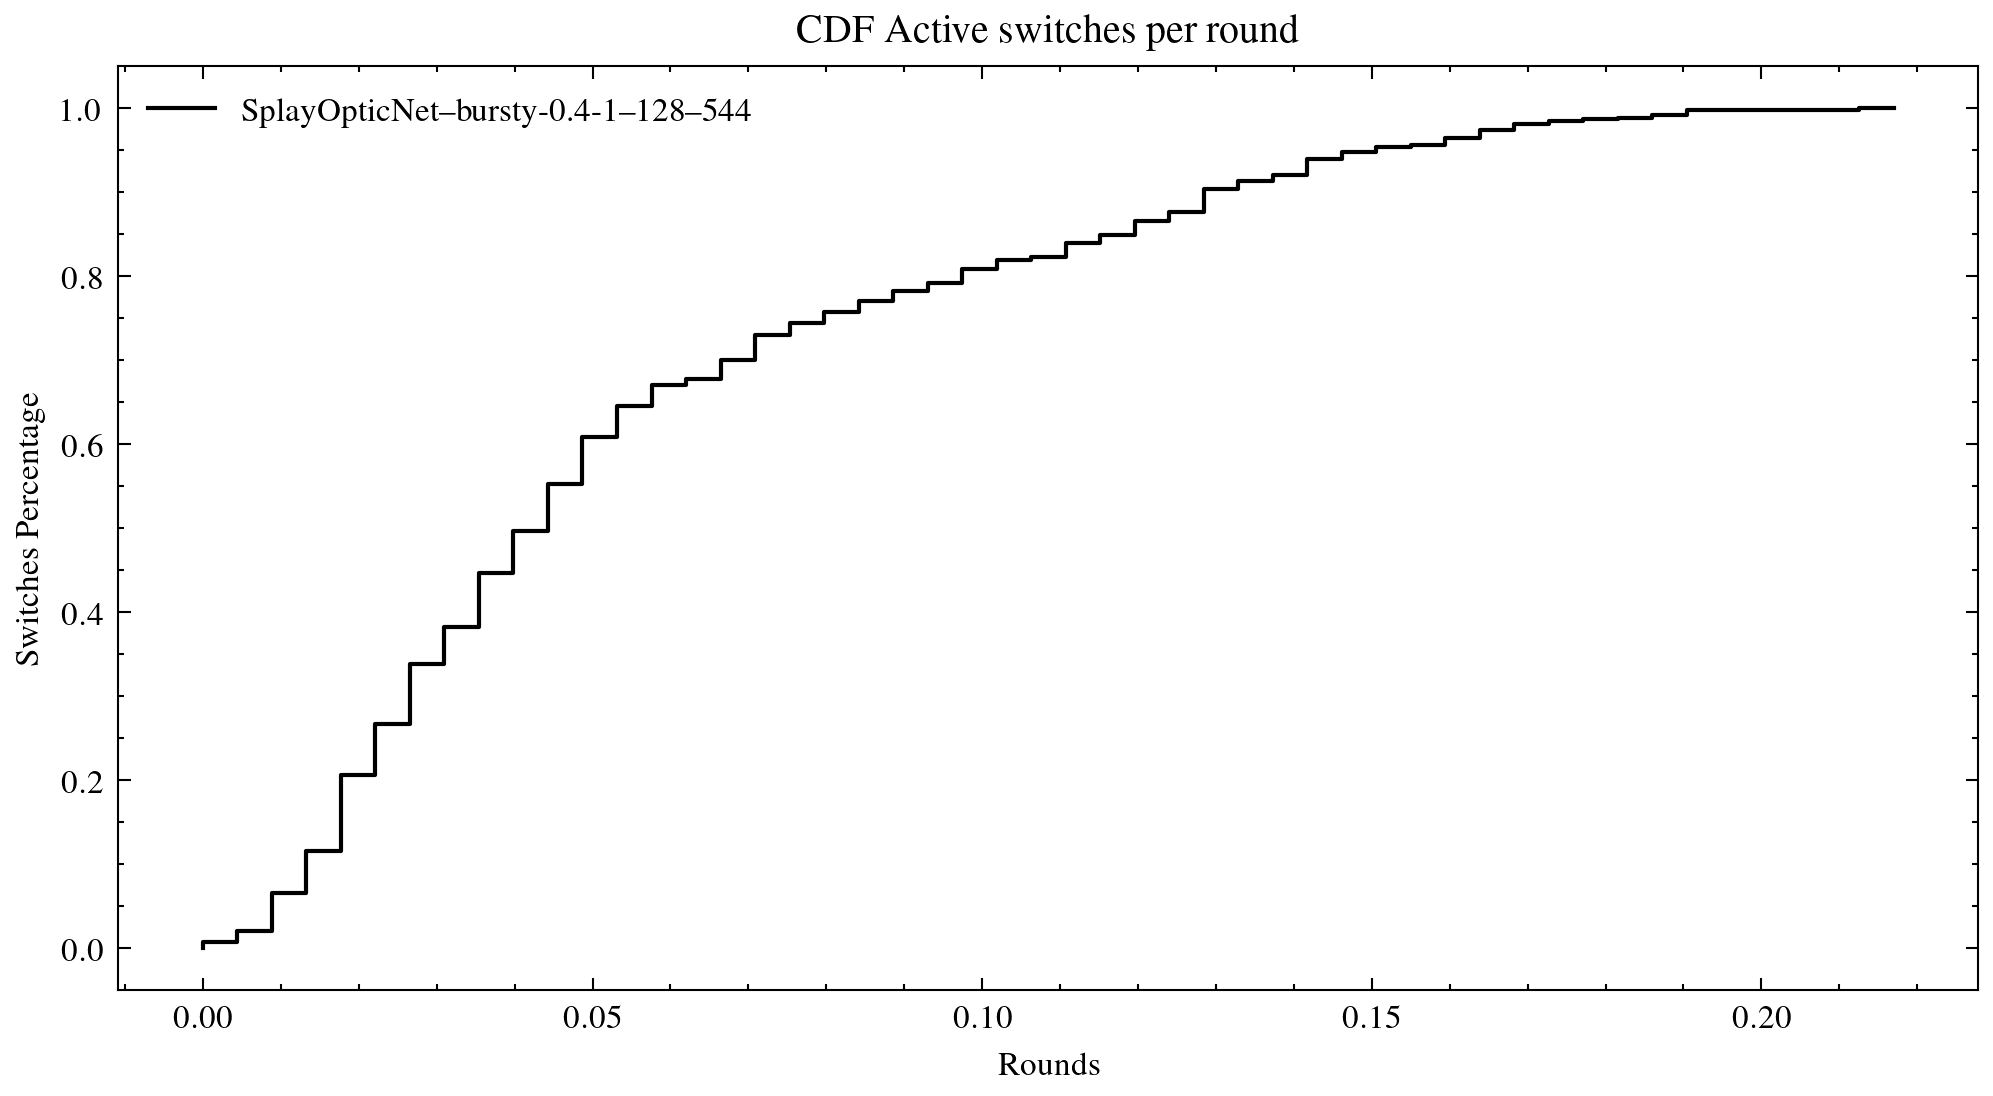 CDF Active switches per round
SplayOpticNet–bursty-0.4-1–128–544
1.0
0.8
0.6
0.4
0.2
0.0
Switches Percentage
0.00 0.05 0.10 0.15 0.20
Rounds